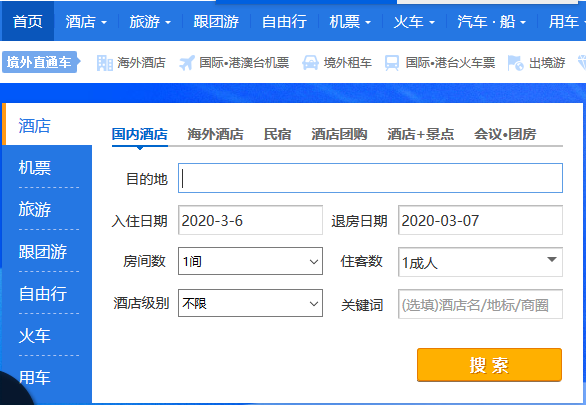 首页 酒店 旅游 跟团游 自由行 机票 火车 汽车·船 用车
境外直通车 海外酒店 国际•港澳台机票 境外租车 国际•港台火车票 出境游
酒店
机票
旅游
跟团游
自由行
火车
用车
国内酒店 海外酒店 民宿 酒店团购 酒店+景点 会议•团房
目的地
入住日期 2020-3-6 退房日期 2020-03-07
房间数 1间 住客数 1成人
酒店级别 不限 关键词 (选填)酒店名/地标/商圈
搜索